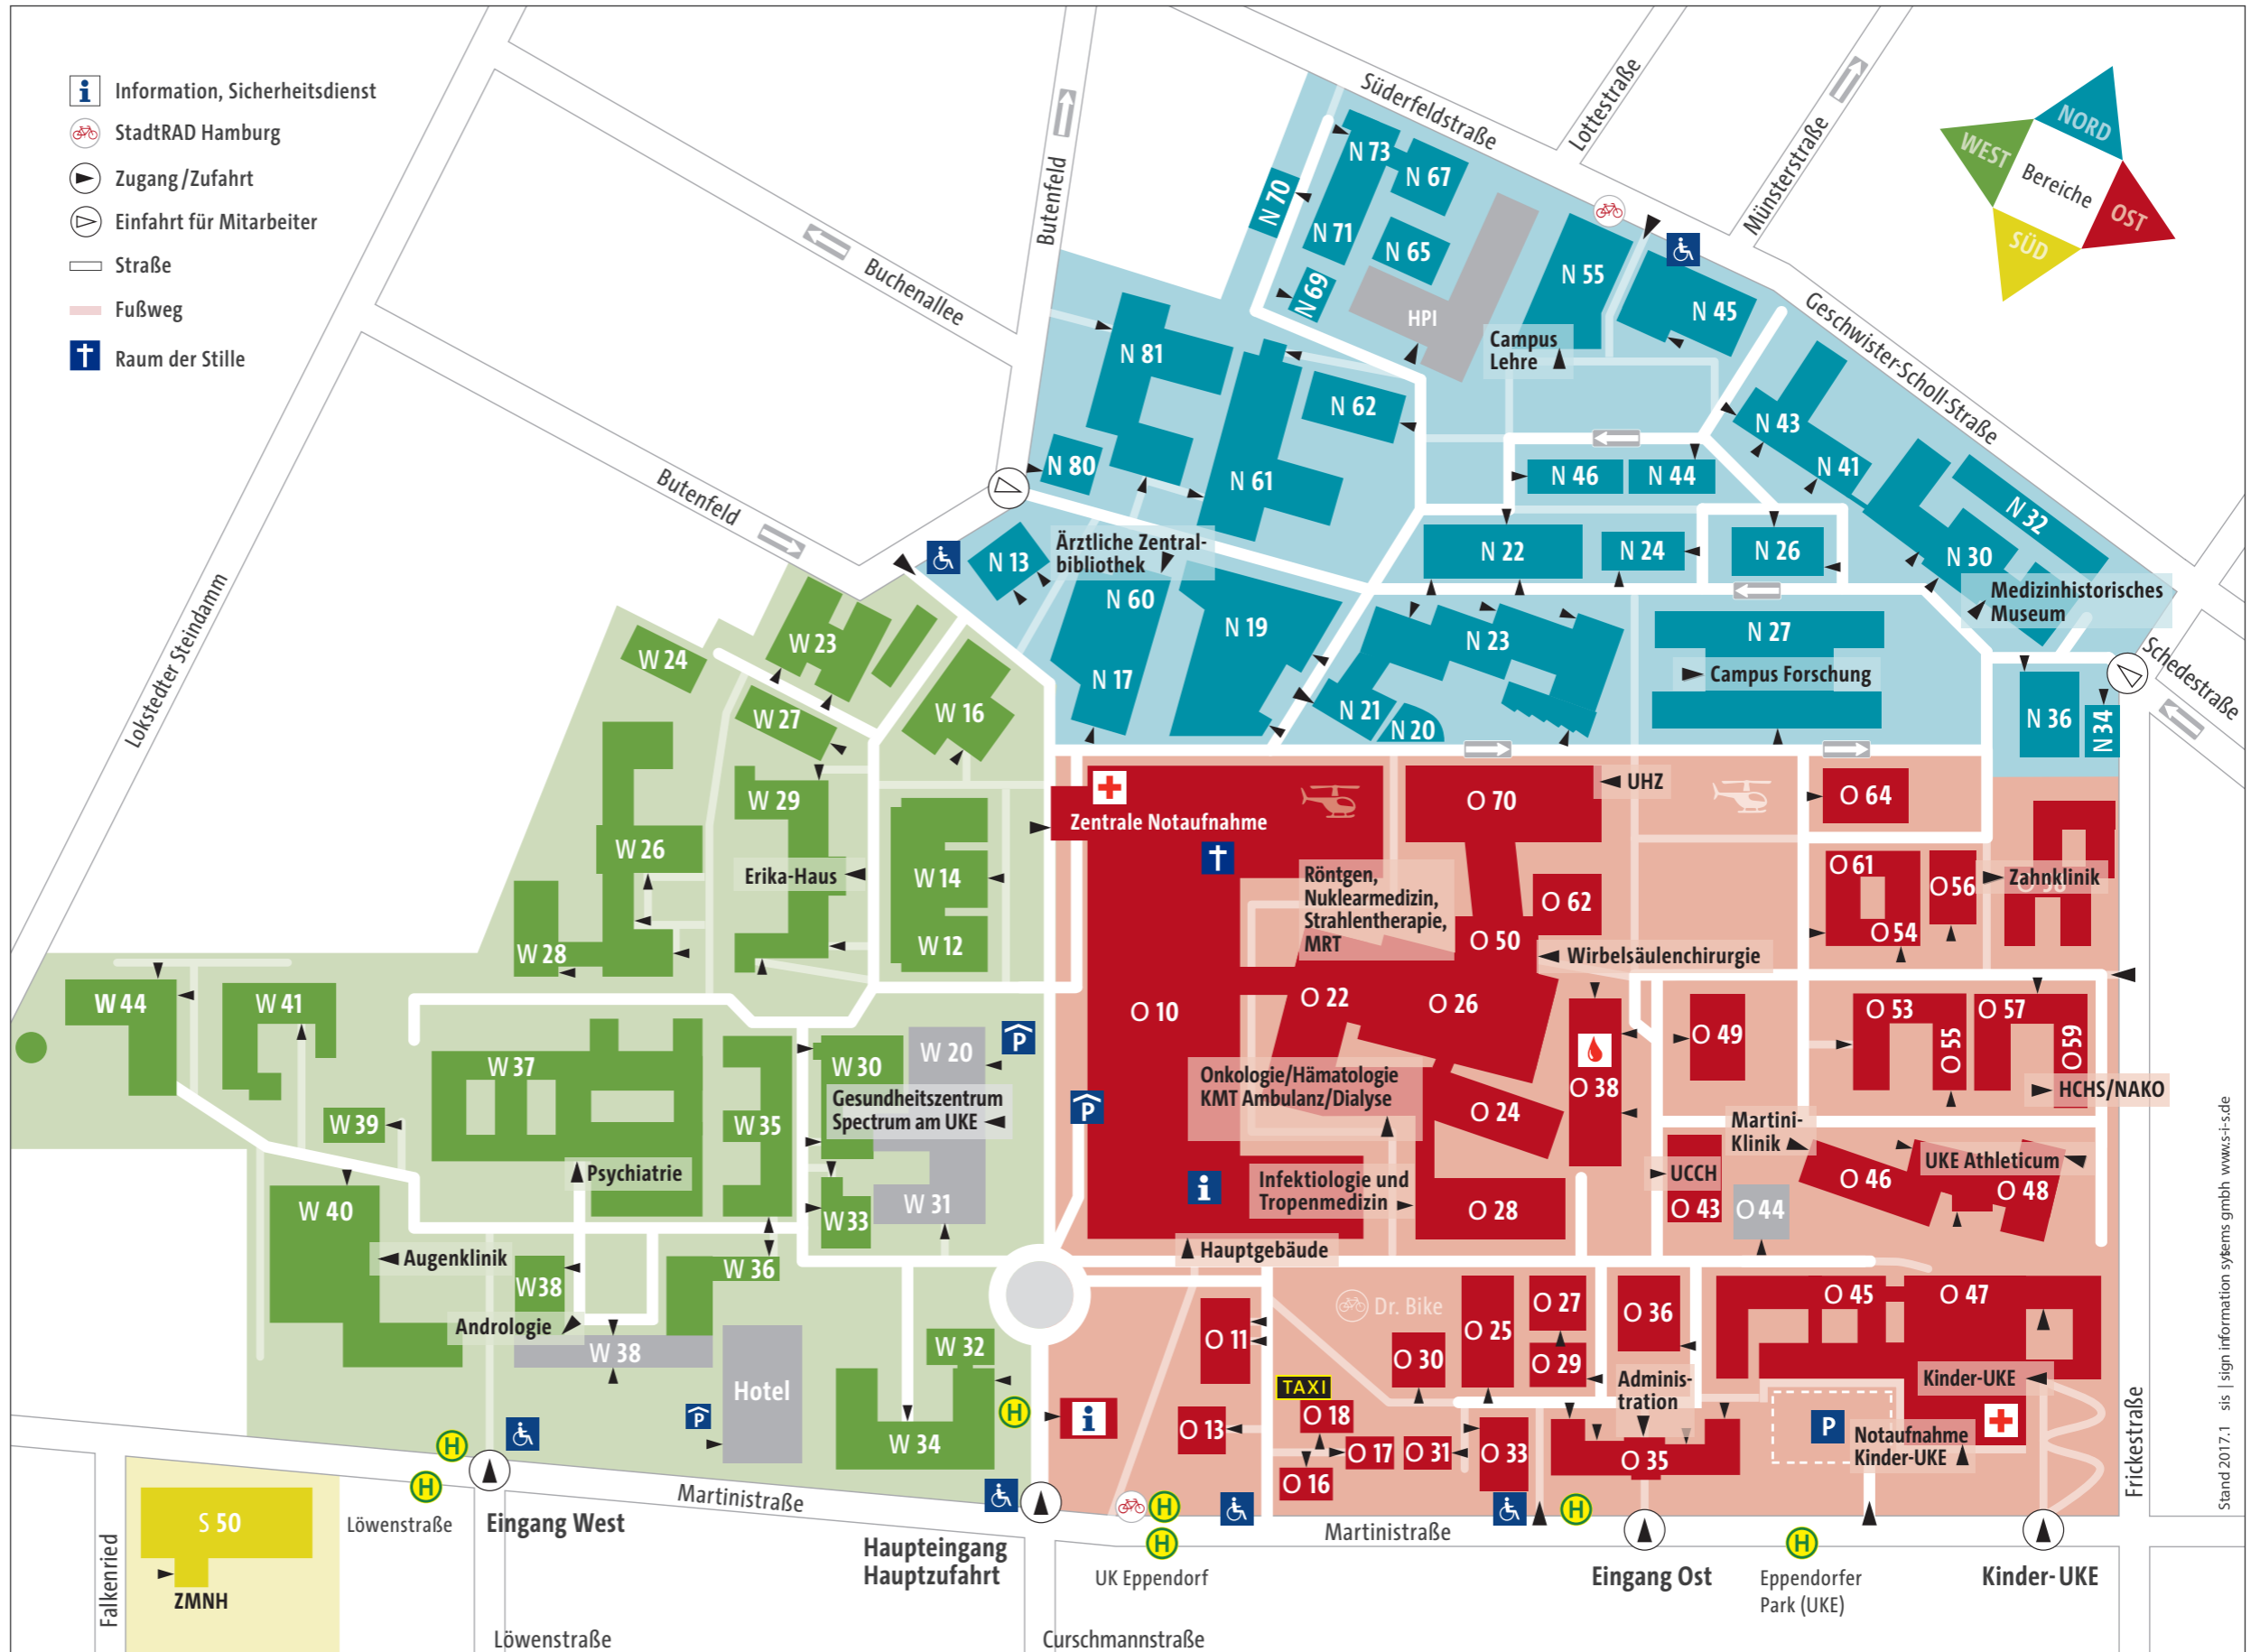 Information, Sicherheitsdienst
StadtRAD Hamburg
Zugang/Zufahrt
Einfahrt für Mitarbeiter
Straße
Fußweg
Raum der Stille
NORD
WEST
Bereiche
OST
SÜD
Süderfeldstraße
Lottestraße
Münsterstraße
Geschwister-Scholl-Straße
Schedestraße
Butenfeld
Buchenallee
Butenfeld
Lokstedter Steindamm
N 73
N 67
N 70
N 71
N 65
N 69
HPI
N 55
N 45
Campus
Lehre
N 81
N 62
N 43
N 80
N 61
N 46
N 44
N 41
N 32
N 13
Ärztliche Zentral-
bibliothek
N 22
N 24
N 26
N 30
Medizinhistorisches
Museum
N 60
N 19
N 23
N 27
N 17
Campus Forschung
N 21
N 20
N 36
N 34
W 23
W 24
W 27
W 16
W 29
W 26
Erika-Haus
W 14
W 12
W 28
W 44
W 41
W 37
W 30
W 20
P
Gesundheitszentrum
Spectrum am UKE
W 35
W 39
Psychiatrie
W 31
W 33
W 40
Augenklinik
W 36
W 38
Andrologie
W 38
W 32
Hotel
P
W 34
H
Zentrale Notaufnahme
O 70
UHZ
O 64
Röntgen,
Nuklearmedizin,
Strahlentherapie,
MRT
O 62
O 50
O 61
O 56
O 54
Zahnklinik
O 58
Wirbelsäulenchirurgie
O 10
O 22
O 26
O 49
O 53
O 57
O 55
O 59
HCHS/NAKO
P
Onkologie/Hämatologie
KMT Ambulanz/Dialyse
O 24
O 38
Martini-
Klinik
UKE Athleticum
UCCH
O 46
O 48
Infektiologie und
Tropenmedizin
O 28
O 43
O 44
Hauptgebäude
Dr. Bike
O 11
O 25
O 27
O 36
O 45
O 47
O 30
O 29
Kinder-UKE
TAXI
Adminis-
tration
O 13
O 18
O 17
O 31
O 33
O 35
O 16
P
Notaufnahme
Kinder-UKE
Frickestraße
Stand 2017.1 sis | sign information sytems gmbh www.s-i-s.de
H
H
H
H
H
H
S 50
ZMNH
Falkenried
Löwenstraße
Eingang West
Martinistraße
Haupteingang
Hauptzufahrt
UK Eppendorf
Martinistraße
Eingang Ost
Eppendorfer
Park (UKE)
Kinder-UKE
Löwenstraße
Curschmannstraße